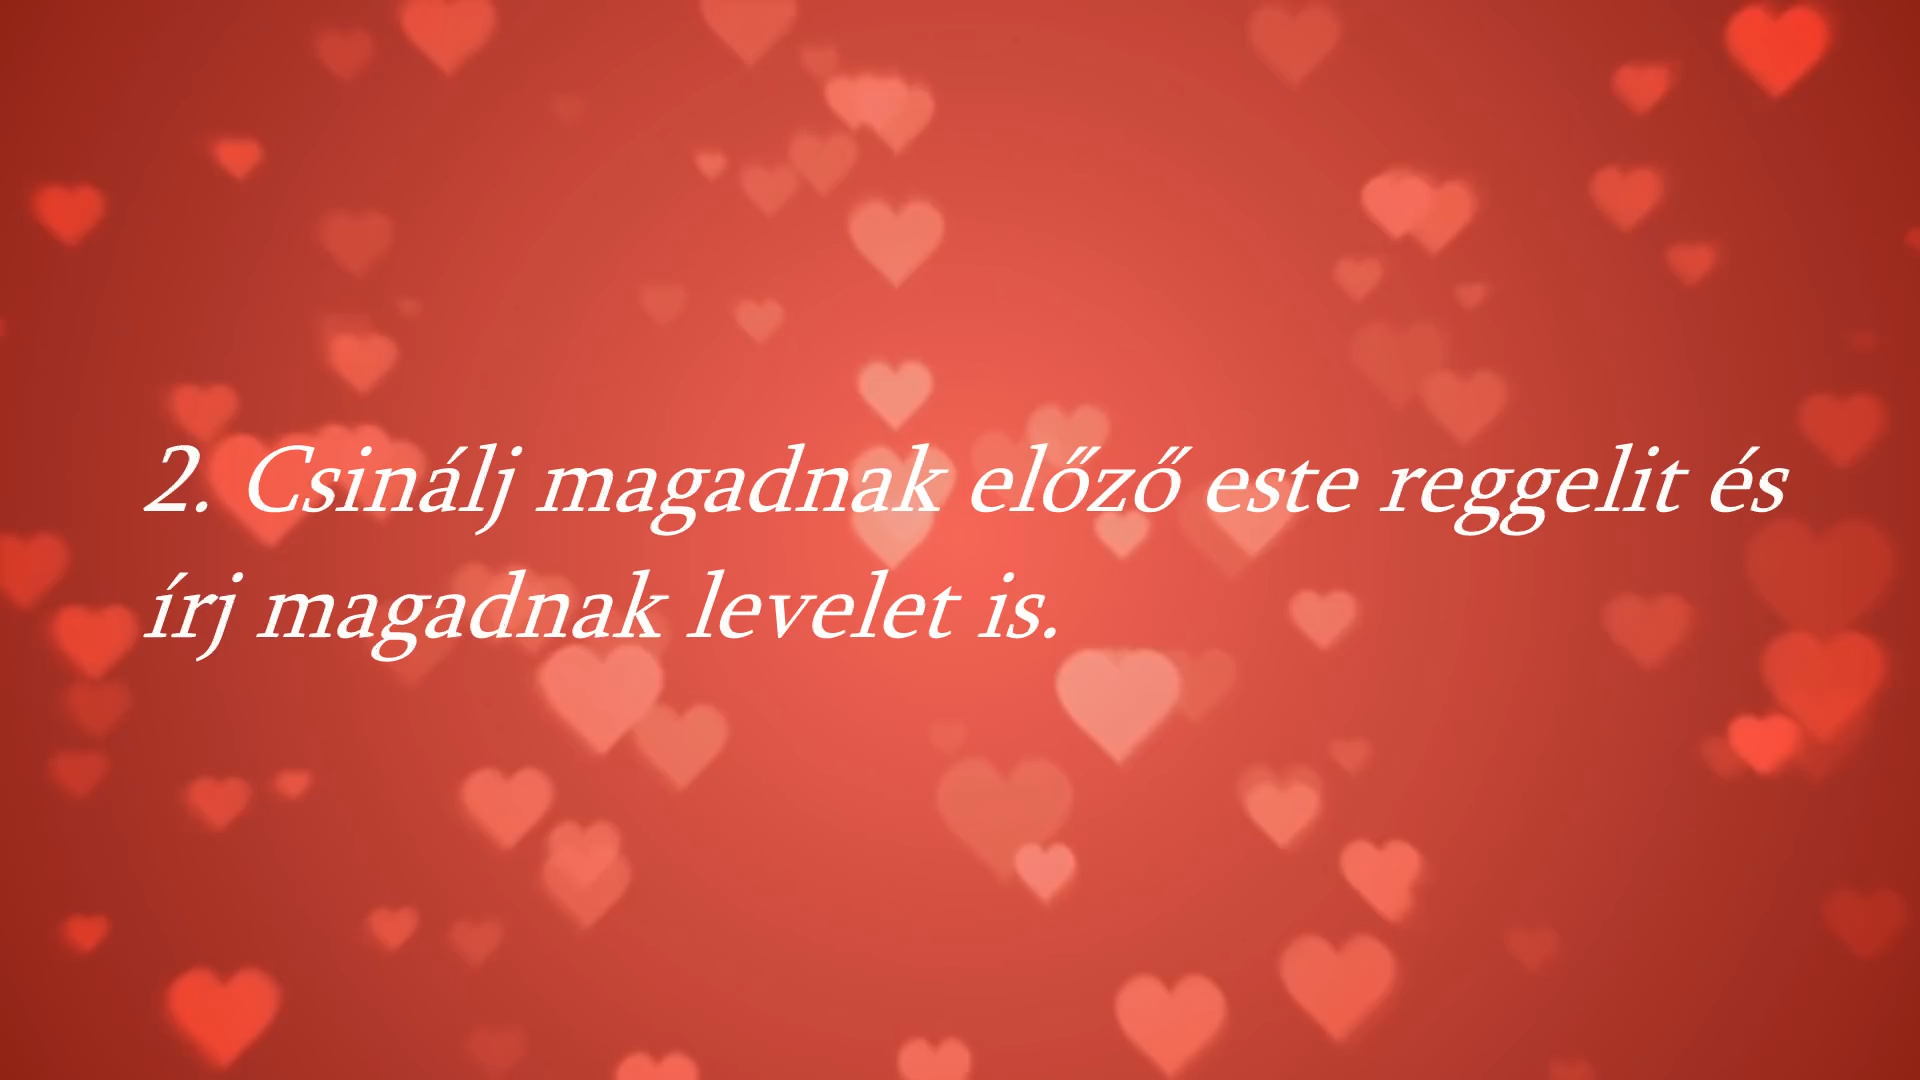 2. Csinálj magadnak előző este reggelit és
írj magadnak levelet is.